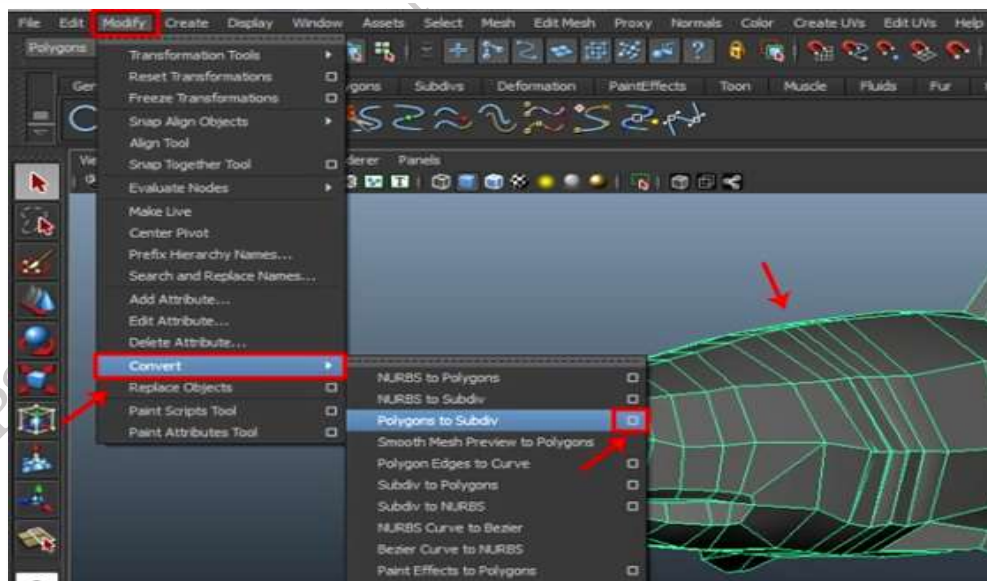 File Edit Modify Create Display Window Assets Select Mesh Edit Mesh Proxy Normals Color Create UVs Edit UVs Help
Polygons
Transformation Tools
Reset Transformations
Freeze Transformations
Snap Align Objects
Align Tool
Snap Together Tool
Evaluate Nodes
Make Live
Center Pivot
Prefix Hierarchy Names...
Search and Replace Names...
Add Attribute...
Edit Attribute...
Delete Attribute...
Convert
Replace Objects
Paint Scripts Tool
Paint Attributes Tool
Ger ygons Subdivs Deformation PaintEffects Toon Muscle Fluids Fur
Vie derer Panels
NURBS to Polygons
NURBS to Subdiv
Polygons to Subdiv
Smooth Mesh Preview to Polygons
Polygon Edges to Curve
Subdiv to Polygons
Subdiv to NURBS
NURBS Curve to Bezier
Bezier Curve to NURBS
Paint Effects to Polygons